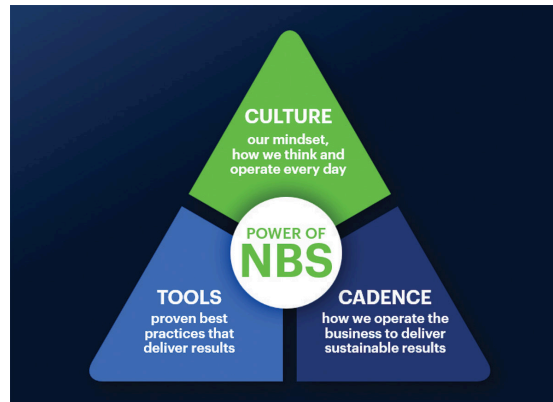 CULTURE
our mindset,
how we think and
operate every day
POWER OF
NBS
TOOLS
proven best
practices that
deliver results
CADENCE
how we operate the
business to deliver
sustainable results